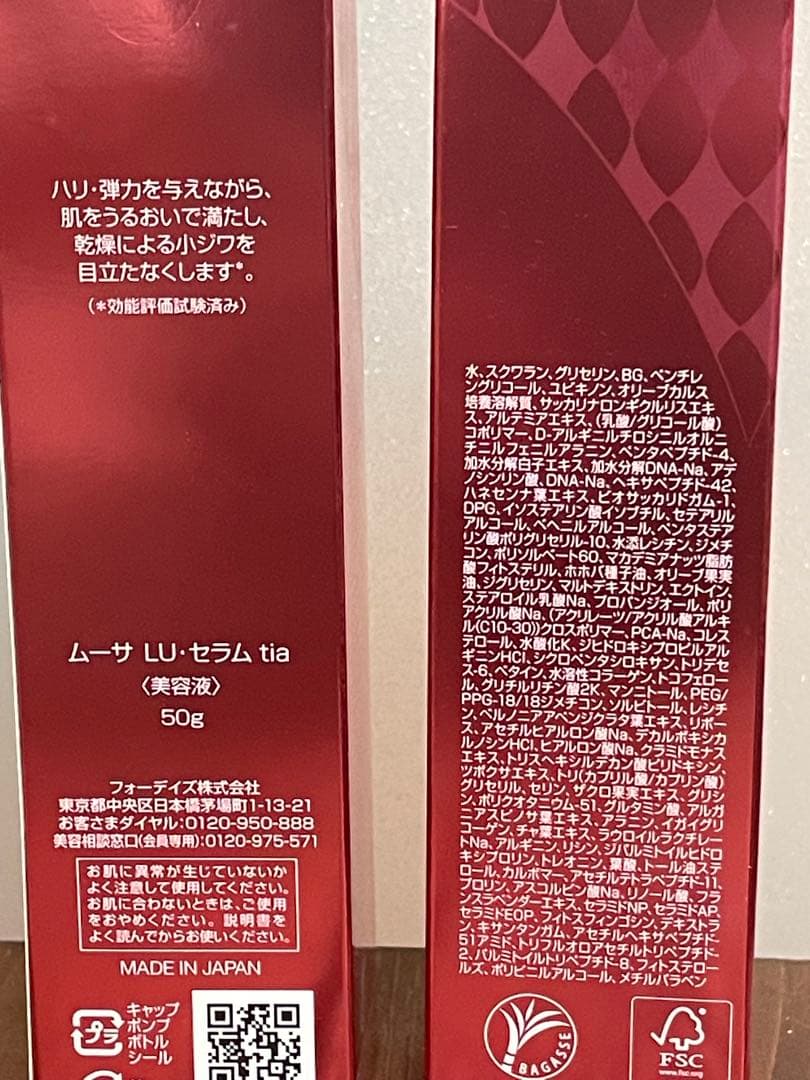 ハリ・弾力を与えながら、
肌をうるおいで満たし、
乾燥による小ジワを
目立たなくします*。
(*効能評価試験済み)
ムーサ LU・セラム tia
〈美容液〉
50g
フォーデイズ株式会社
東京都中央区日本橋茅場町1-13-21
お客さまダイヤル:0120-950-888
美容相談窓口(会員専用):0120-975-571
お肌に異常が生じていないか
よく注意して使用してください。
お肌に合わないときは、ご使用
をおやめください。説明書を
よく読んでからお使いください。
MADE IN JAPAN
プラ
キャップ
ポンプ
ボトル
シール
水、スクワラン、グリセリン、BG、ペンチレ
ングリコール、ユビキノン、オリーブカルス
培養溶解質、サッカリナロンギクルリスエキ
ス、アルテミアエキス、(乳酸/グリコール酸)
コポリマー、D-アルギニルチロシニルオルニ
チニルフェニルアラニン、ペンタペプチド-4、
加水分解白子エキス、加水分解DNA-Na、アデ
ノシンリン酸、DNA-Na、ヘキサペプチド-42、
ハネセンナ葉エキス、ビオサッカリドガム-1、
DPG、イソステアリン酸イソプチル、セテアリル
アルコール、ベヘニルアルコール、ペンタステア
リン酸ポリグリセリル-10、水添レシチン、ジメチ
コン、ポリソルベート60、マカデミアナッツ脂肪
酸フィトステリル、ホホバ種子油、オリーブ果実
油、ジグリセリン、マルトデキストリン、エクトイン、
ステアロイル乳酸Na、プロパンジオール、ポリ
アクリル酸Na、(アクリレーツ/アクリル酸アルキ
ル(C10-30))クロスポリマー、PCA-Na、コレス
テロール、水酸化K、ジヒドロキシプロピルアル
ギニンHCl、シクロペンタシロキサン、トリデセ
ス-6、ベタイン、水溶性コラーゲン、トコフェロー
ル、グリチルリチン酸2K、マンニトール、PEG/
PPG-18/18ジメチコン、ソルビトール、レシチ
ン、ペルノニアアペンジクラタ葉エキス、リポー
ス、アセチルヒアルロン酸Na、デカルボキシカ
ルノシンHCl、ヒアルロン酸Na、クラミドモナス
エキス、トリスヘキシルデカン酸ピリドキシン、
ツボクサエキス、トリ(カプリル酸/カプリン酸)
グリセリル、セリン、ザクロ果実エキス、グリシ
ン、ポリクオタニウム-51、グルタミン酸、アルガ
ニアスピノサ芽エキス、アラニン、イガイグリ
コーゲン、チャ葉エキス、ラウロイルラクチレー
トNa、アルギニン、リシン、ジパルミトイルヒドロ
キシプロリン、トレオニン、葉酸、トール油ステ
ロール、カルボマー、アセチルテトラペプチド-11、
プロリン、アスコルビン酸Na、リノール酸、フラ
ンスラベンダーエキス、セラミドNP、セラミドAP、
セラミドEOP、フィトスフィンゴシン、デキストラ
ン、キサンタンガム、アセチルヘキサペプチド-
51アミド、トリフルオロアセチルトリペプチド-
2、パルミトイルトリペプチド-8、フィトステロー
ルズ、ポリビニルアルコール、メチルパラベン
BAGASSE
FSC
www.fsc.org